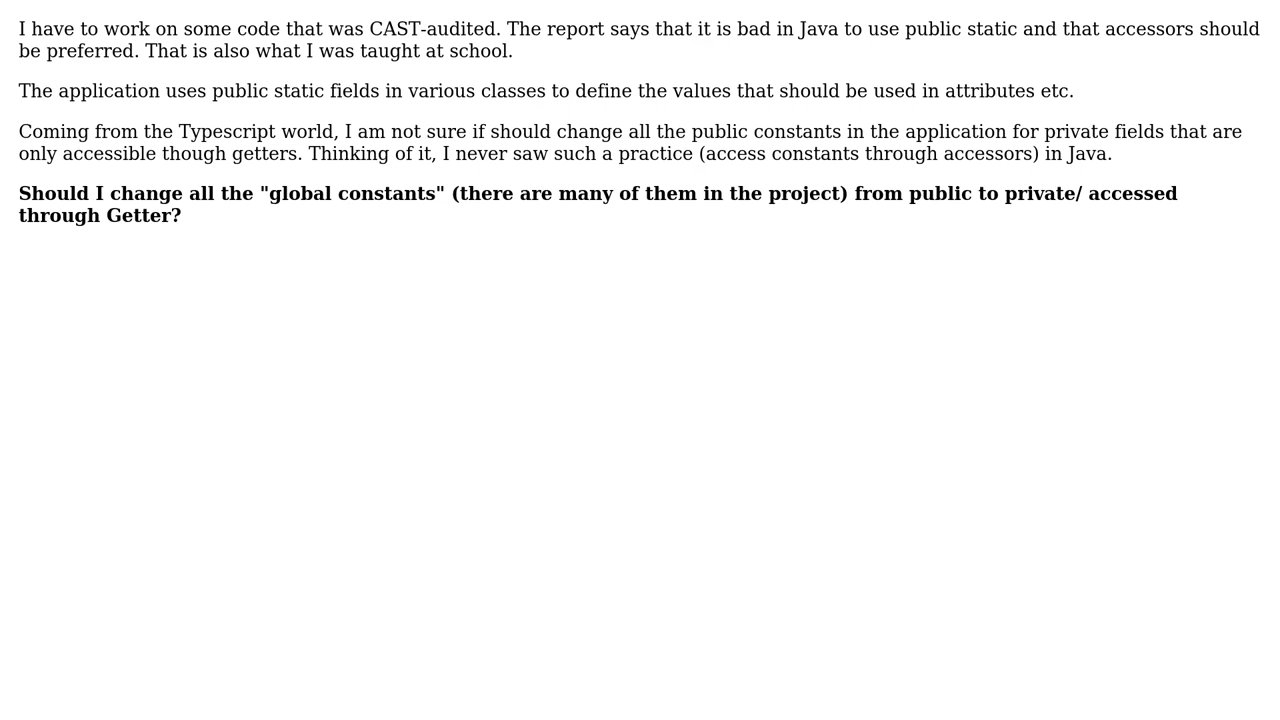 I have to work on some code that was CAST-audited. The report says that it is bad in Java to use public static and that accessors should
be preferred. That is also what I was taught at school.
The application uses public static fields in various classes to define the values that should be used in attributes etc.
Coming from the Typescript world, I am not sure if should change all the public constants in the application for private fields that are
only accessible though getters. Thinking of it, I never saw such a practice (access constants through accessors) in Java.
Should I change all the "global constants" (there are many of them in the project) from public to private/ accessed
through Getter?